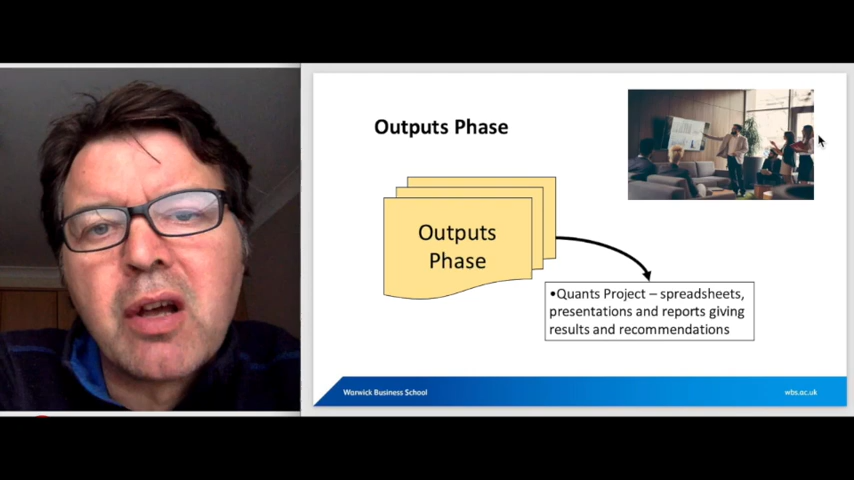 Outputs Phase
Outputs
Phase
•Quants Project – spreadsheets,
presentations and reports giving
results and recommendations
Warwick Business School
wbs.ac.uk